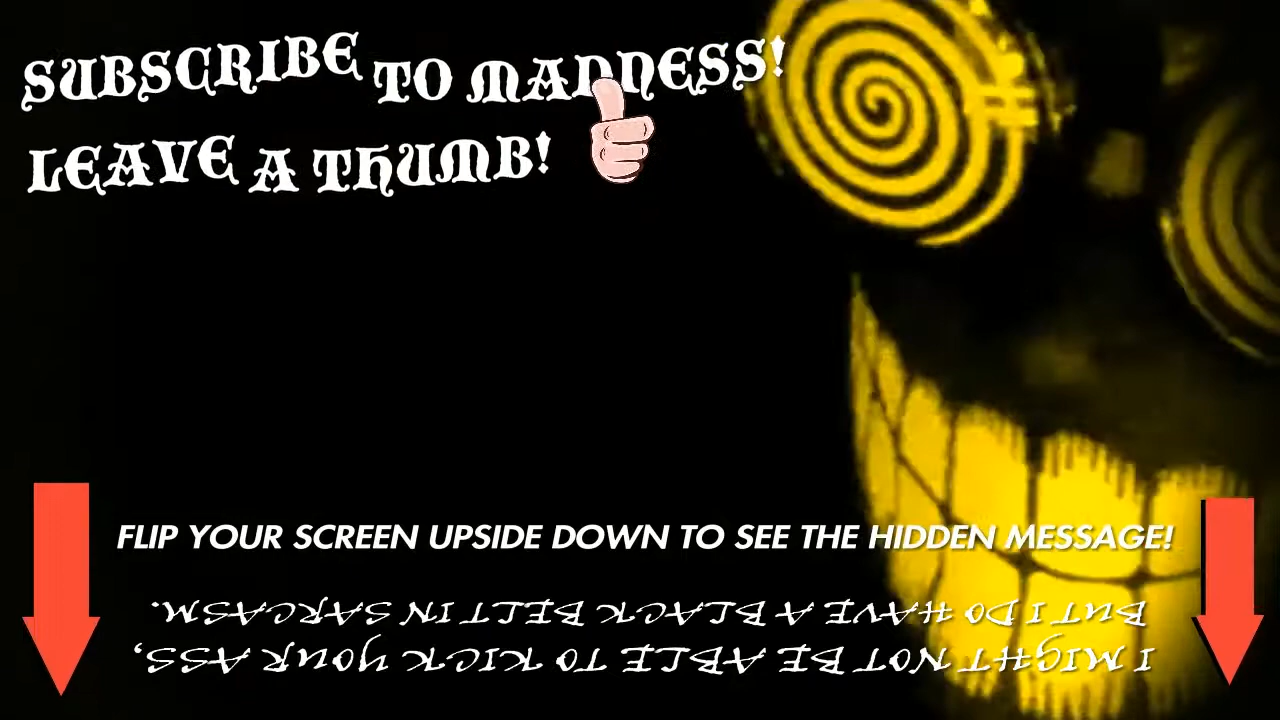 SUBSCRIBE TO MADNESS!
LEAVE A THUMB!
FLIP YOUR SCREEN UPSIDE DOWN TO SEE THE HIDDEN MESSAGE!
I MIGHT NOT BE ABLE TO KICK YOUR ASS,
BUT I DO HAVE A BLACK BELT IN SARCASM.